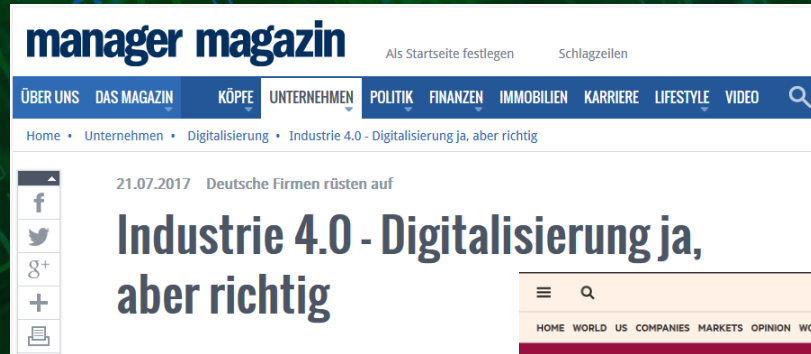 manager magazin
Als Startseite festlegen Schlagzeilen
ÜBER UNS DAS MAGAZIN KÖPFE UNTERNEHMEN POLITIK FINANZEN IMMOBILIEN KARRIERE LIFESTYLE VIDEO
Home • Unternehmen • Digitalisierung • Industrie 4.0 - Digitalisierung ja, aber richtig
21.07.2017 Deutsche Firmen rüsten auf
Industrie 4.0 - Digitalisierung ja,
aber richtig
f
g+
HOME WORLD US COMPANIES MARKETS OPINION